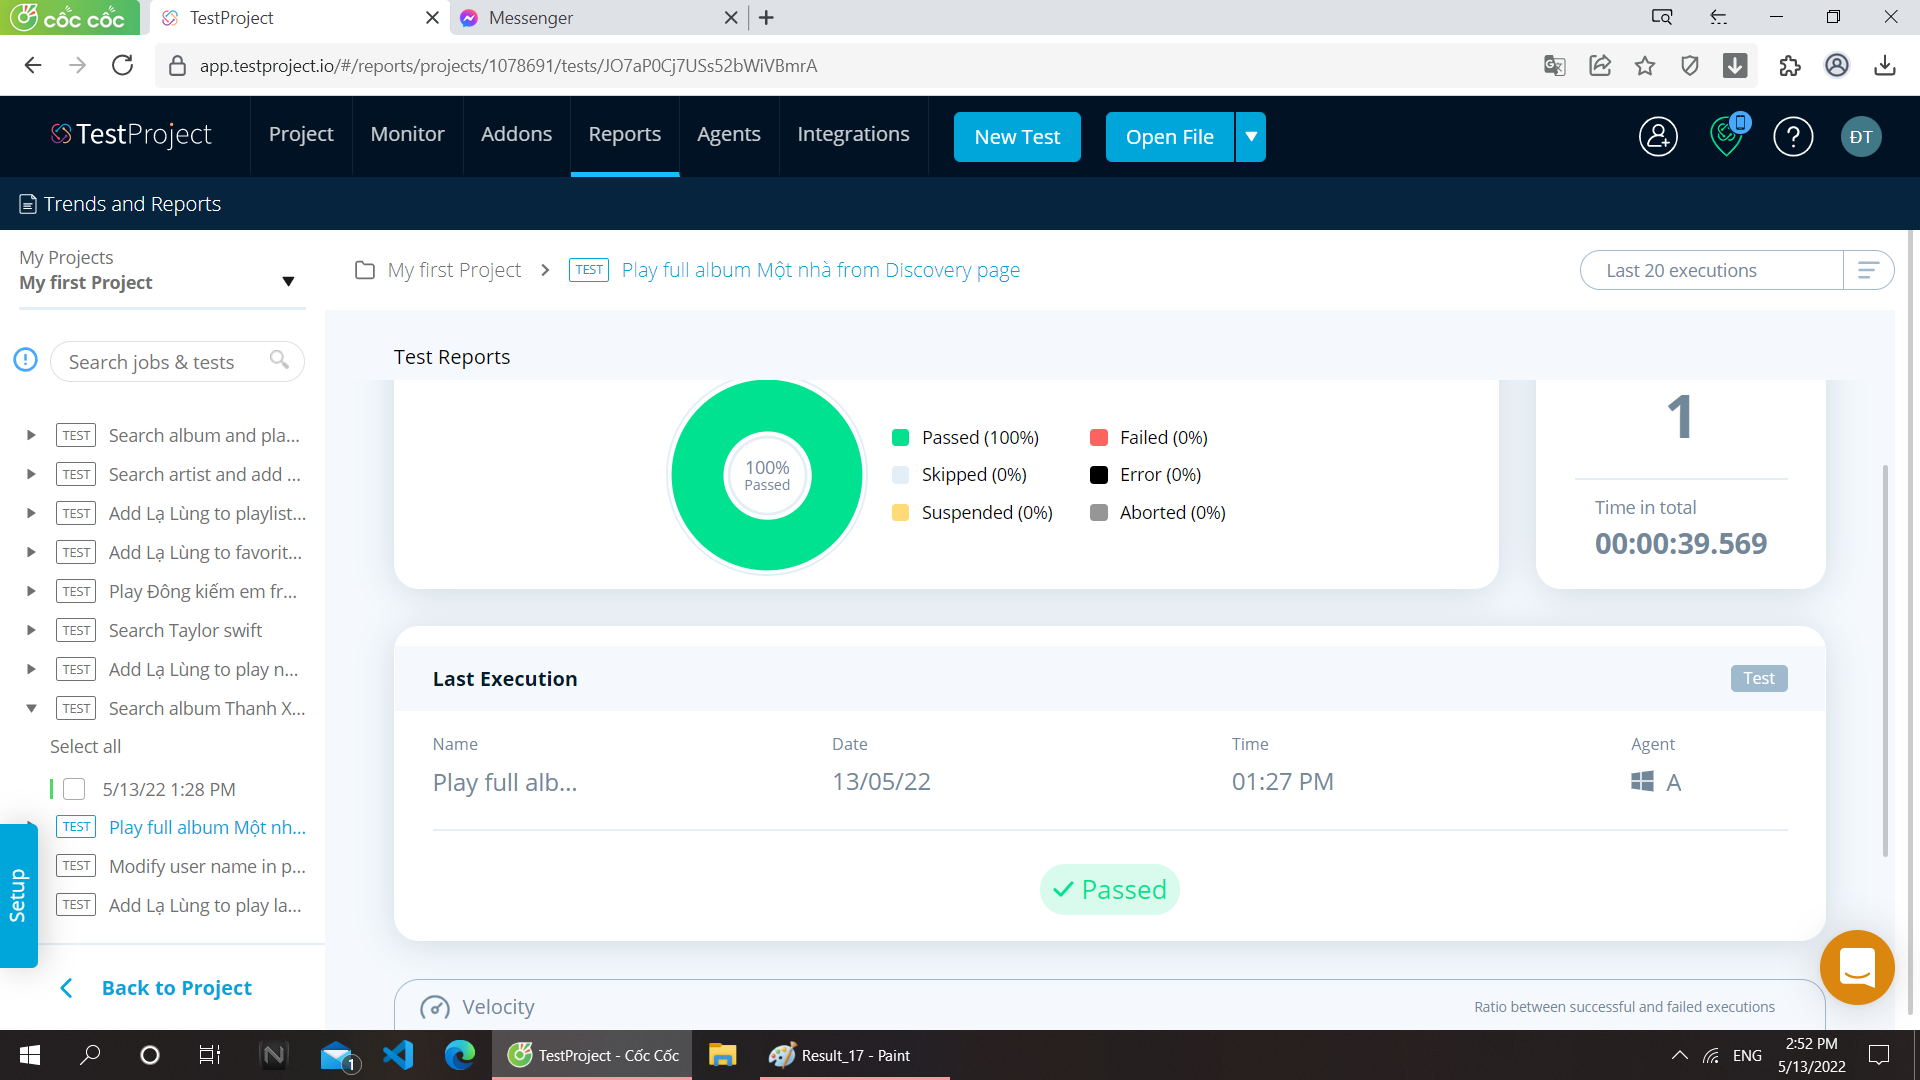 cốc cốc
TestProject
Messenger
app.testproject.io/#/reports/projects/1078691/tests/JO7aP0Cj7USs52bWiVBmrA
TestProject
Project
Monitor
Addons
Reports
Agents
Integrations
New Test
Open File
?
ĐT
Trends and Reports
My Projects
My first Project
Search jobs & tests
TEST Search album and pla...
TEST Search artist and add ...
TEST Add Lạ Lùng to playlist...
TEST Add Lạ Lùng to favorit...
TEST Play Đông kiếm em fr...
TEST Search Taylor swift
TEST Add Lạ Lùng to play n...
TEST Search album Thanh X...
Select all
5/13/22 1:28 PM
TEST Play full album Một nh...
TEST Modify user name in p...
TEST Add Lạ Lùng to play la...
Setup
Back to Project
My first Project
TEST Play full album Một nhà from Discovery page
Last 20 executions
Test Reports
100%
Passed
Passed (100%)
Failed (0%)
Skipped (0%)
Error (0%)
Suspended (0%)
Aborted (0%)
1
Time in total
00:00:39.569
Last Execution
Test
Name
Date
Time
Agent
Play full alb...
13/05/22
01:27 PM
A
Passed
Velocity
Ratio between successful and failed executions
N
1
TestProject - Cốc Cốc
Result_17 - Paint
ENG
2:52 PM
5/13/2022